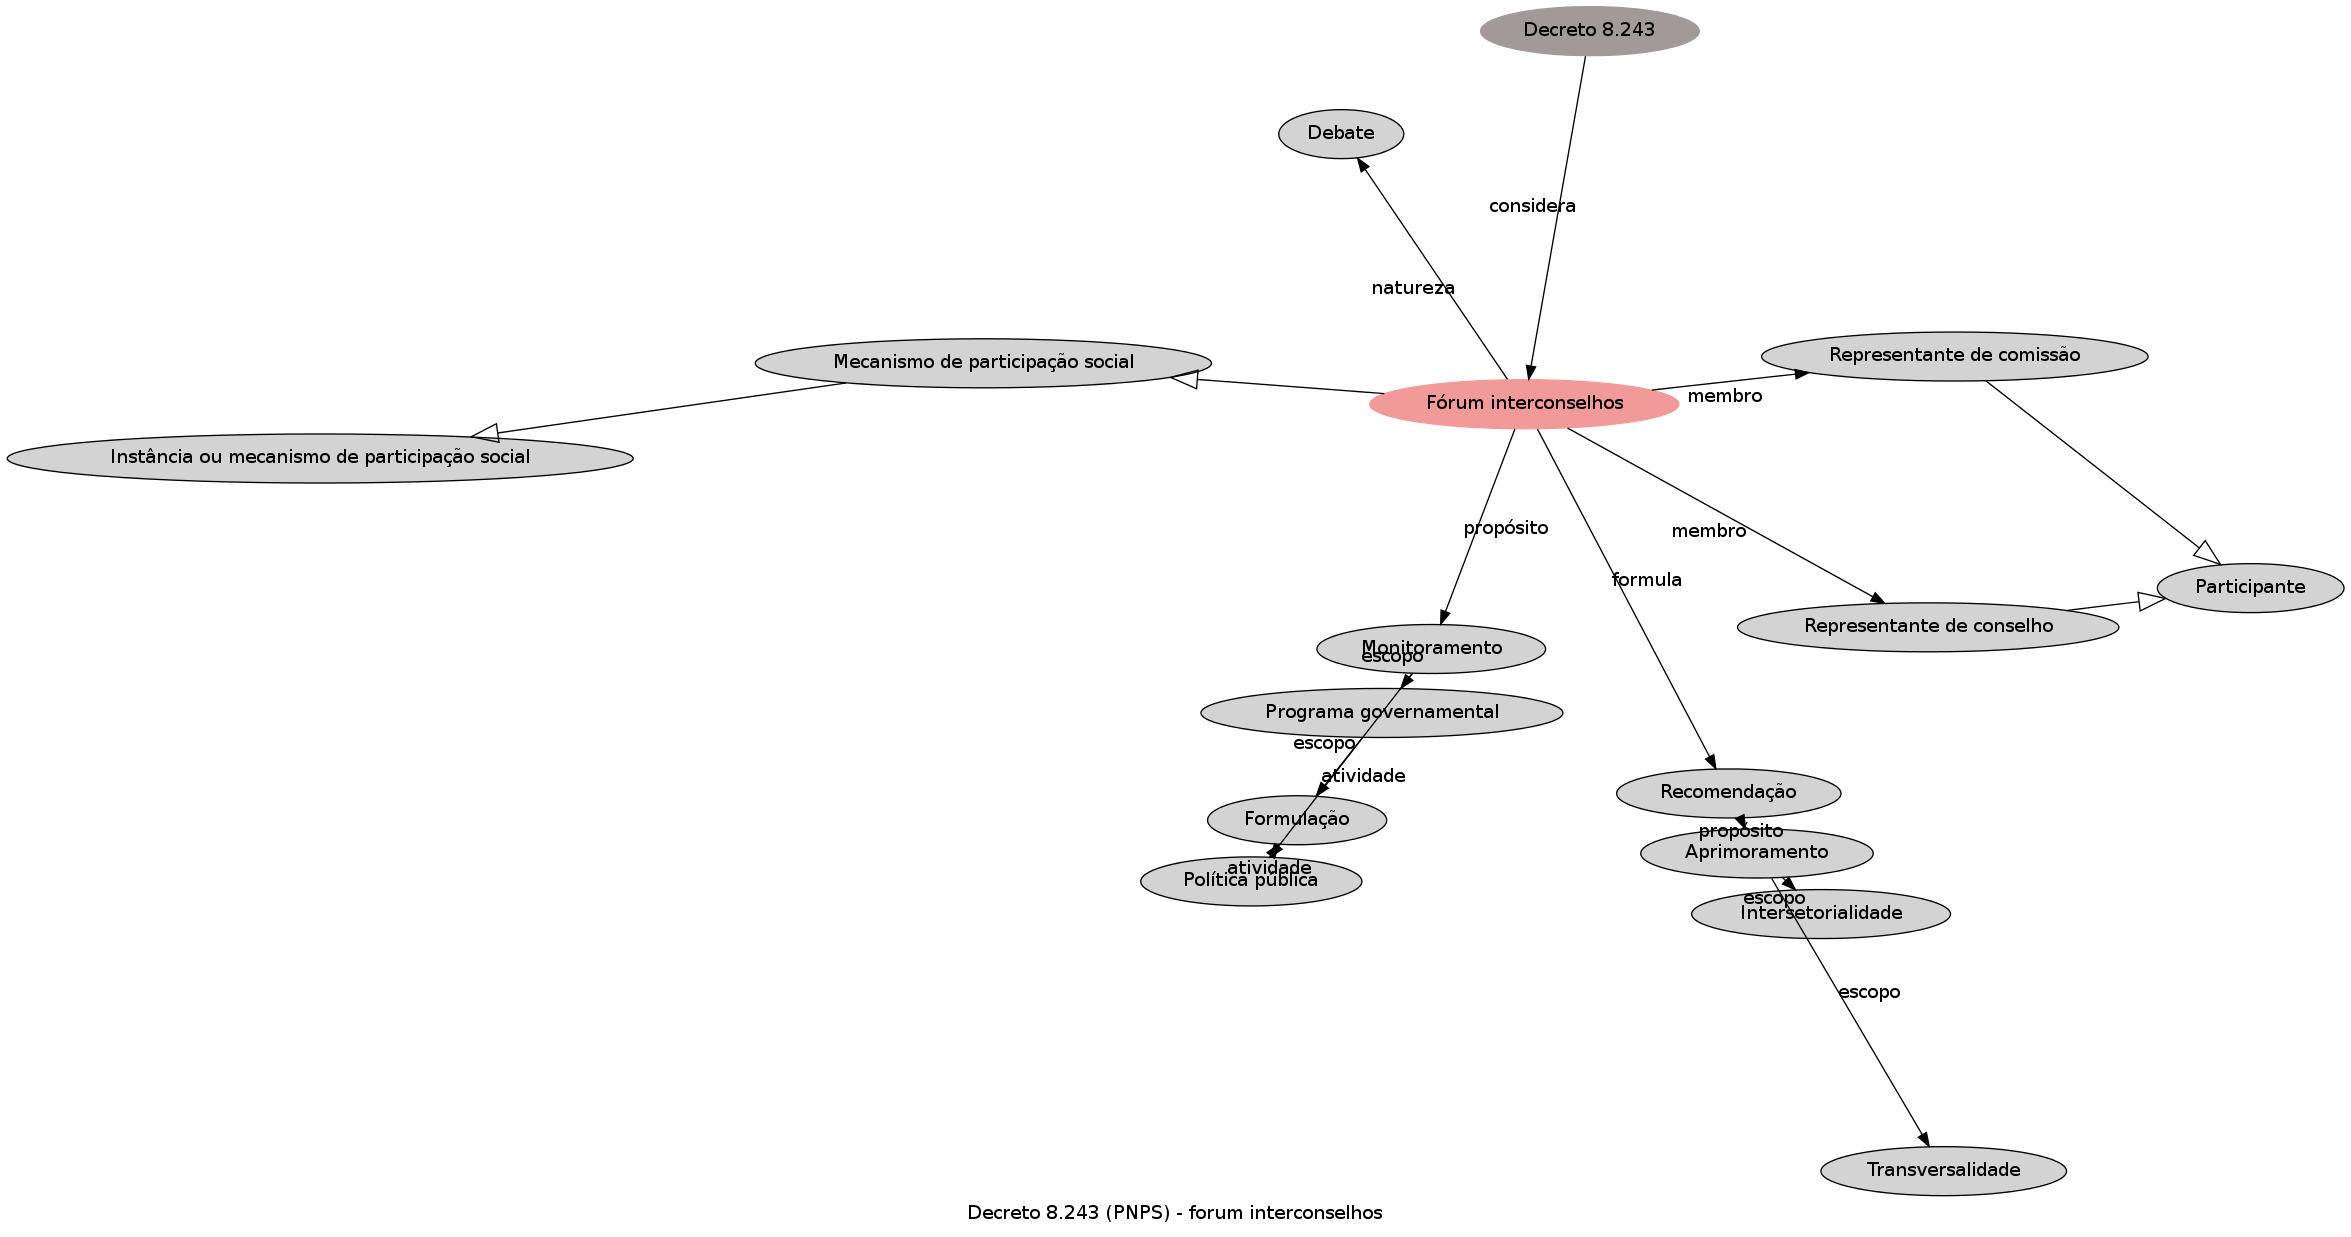 Decreto 8.243
Debate
considera
natureza
Mecanismo de participação social
Representante de comissão
membro
Fórum interconselhos
Instância ou mecanismo de participação social
propósito
membro
formula
Participante
Representante de conselho
Monitoramento
escopo
Programa governamental
escopo
atividade
Recomendação
Formulação
propósito
Aprimoramento
atividade
Política pública
escopo
Intersetorialidade
escopo
Transversalidade
Decreto 8.243 (PNPS) - forum interconselhos